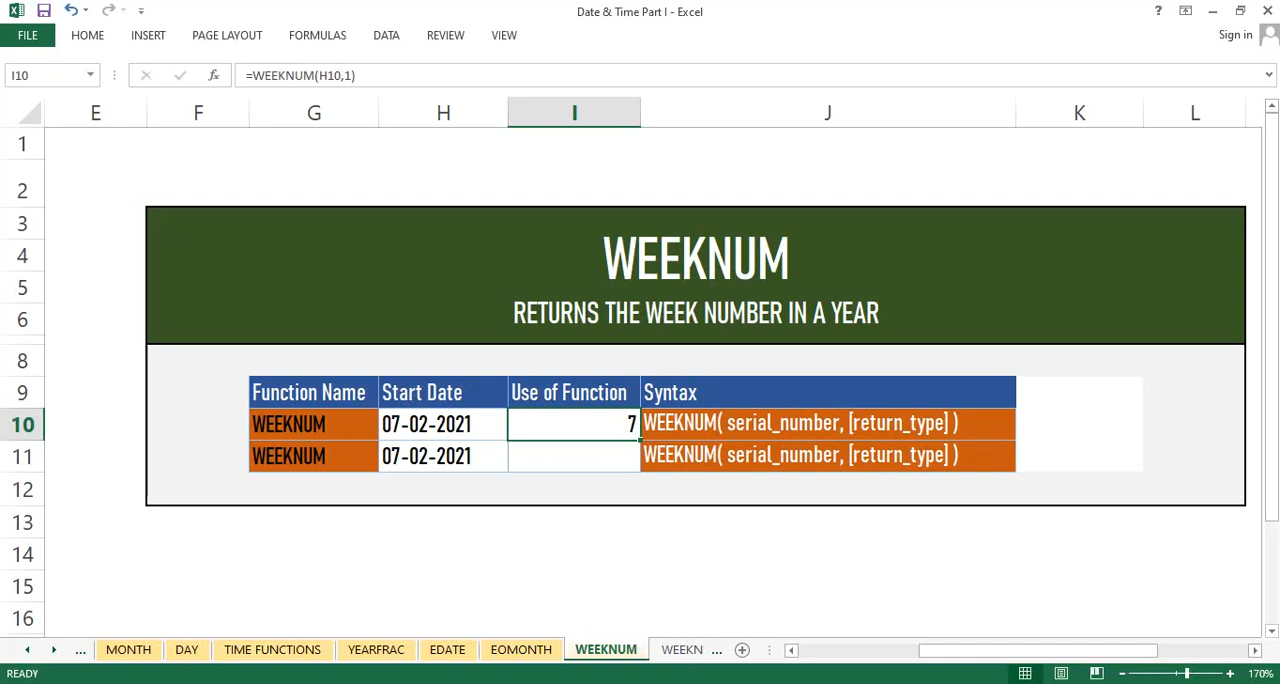 Date & Time Part I - Excel
?
FILE HOME INSERT PAGE LAYOUT FORMULAS DATA REVIEW VIEW Sign in
I10 fx =WEEKNUM(H10,1)
E F G H I J K L
1
2
3
4
5
6
8
9
10
11
12
13
14
15
16
WEEKNUM
RETURNS THE WEEK NUMBER IN A YEAR
Function Name Start Date Use of Function Syntax
WEEKNUM 07-02-2021 7 WEEKNUM( serial_number, [return_type] )
WEEKNUM 07-02-2021 WEEKNUM( serial_number, [return_type] )
... MONTH DAY TIME FUNCTIONS YEARFRAC EDATE EOMONTH WEEKNUM WEEKN ...
READY 170%